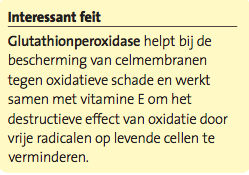 Interessant feit
Glutathionperoxidase helpt bij de
bescherming van celmembranen
tegen oxidatieve schade en werkt
samen met vitamine E om het
destructieve effect van oxidatie door
vrije radicalen op levende cellen te
verminderen.